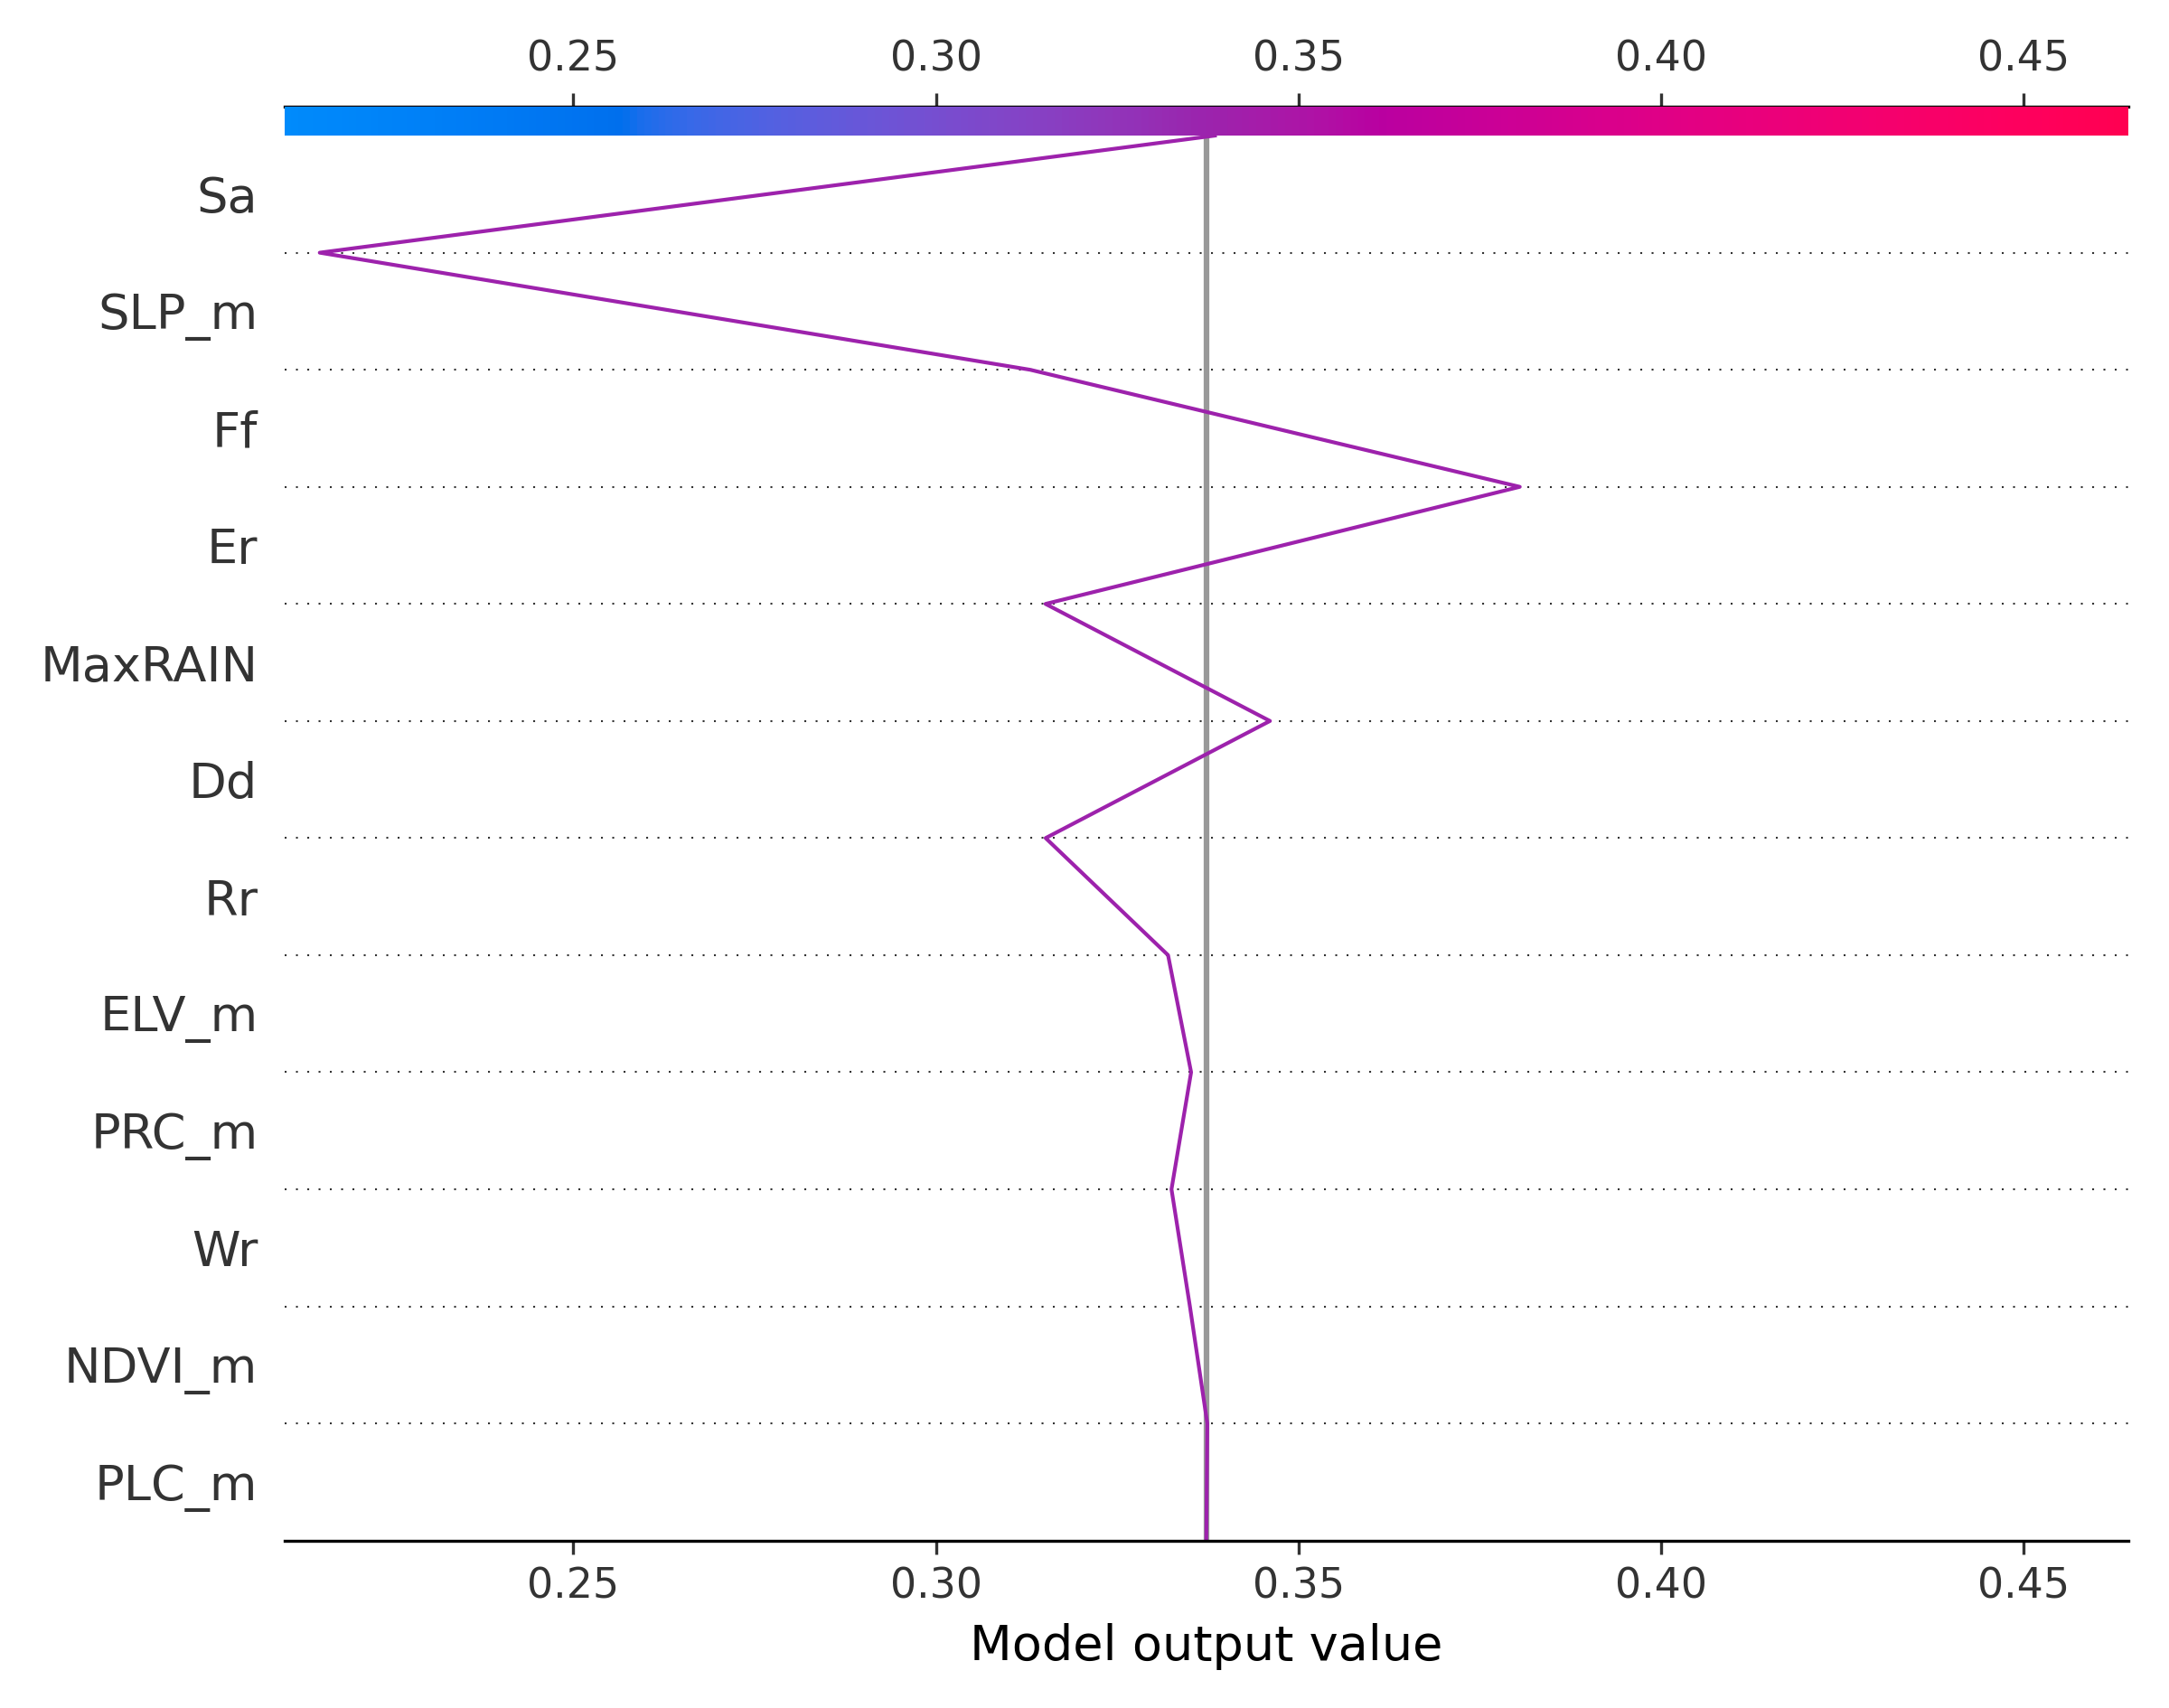 0.25 0.30 0.35 0.40 0.45
Sa
SLP_m
Ff
Er
MaxRAIN
Dd
Rr
ELV_m
PRC_m
Wr
NDVI_m
PLC_m
0.25 0.30 0.35 0.40 0.45
Model output value